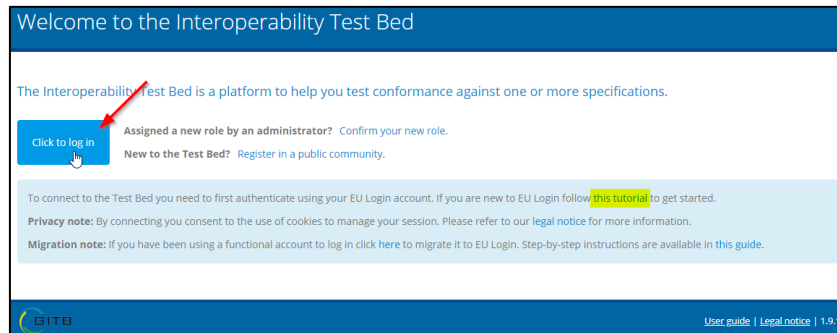 Welcome to the Interoperability Test Bed
The Interoperability Test Bed is a platform to help you test conformance against one or more specifications.
Click to log in
Assigned a new role by an administrator? Confirm your new role.
New to the Test Bed? Register in a public community.
To connect to the Test Bed you need to first authenticate using your EU Login account. If you are new to EU Login follow this tutorial to get started.
Privacy note: By connecting you consent to the use of cookies to manage your session. Please refer to our legal notice for more information.
Migration note: If you have been using a functional account to log in click here to migrate it to EU Login. Step-by-step instructions are available in this guide.
GITB
User guide | Legal notice | 1.9.